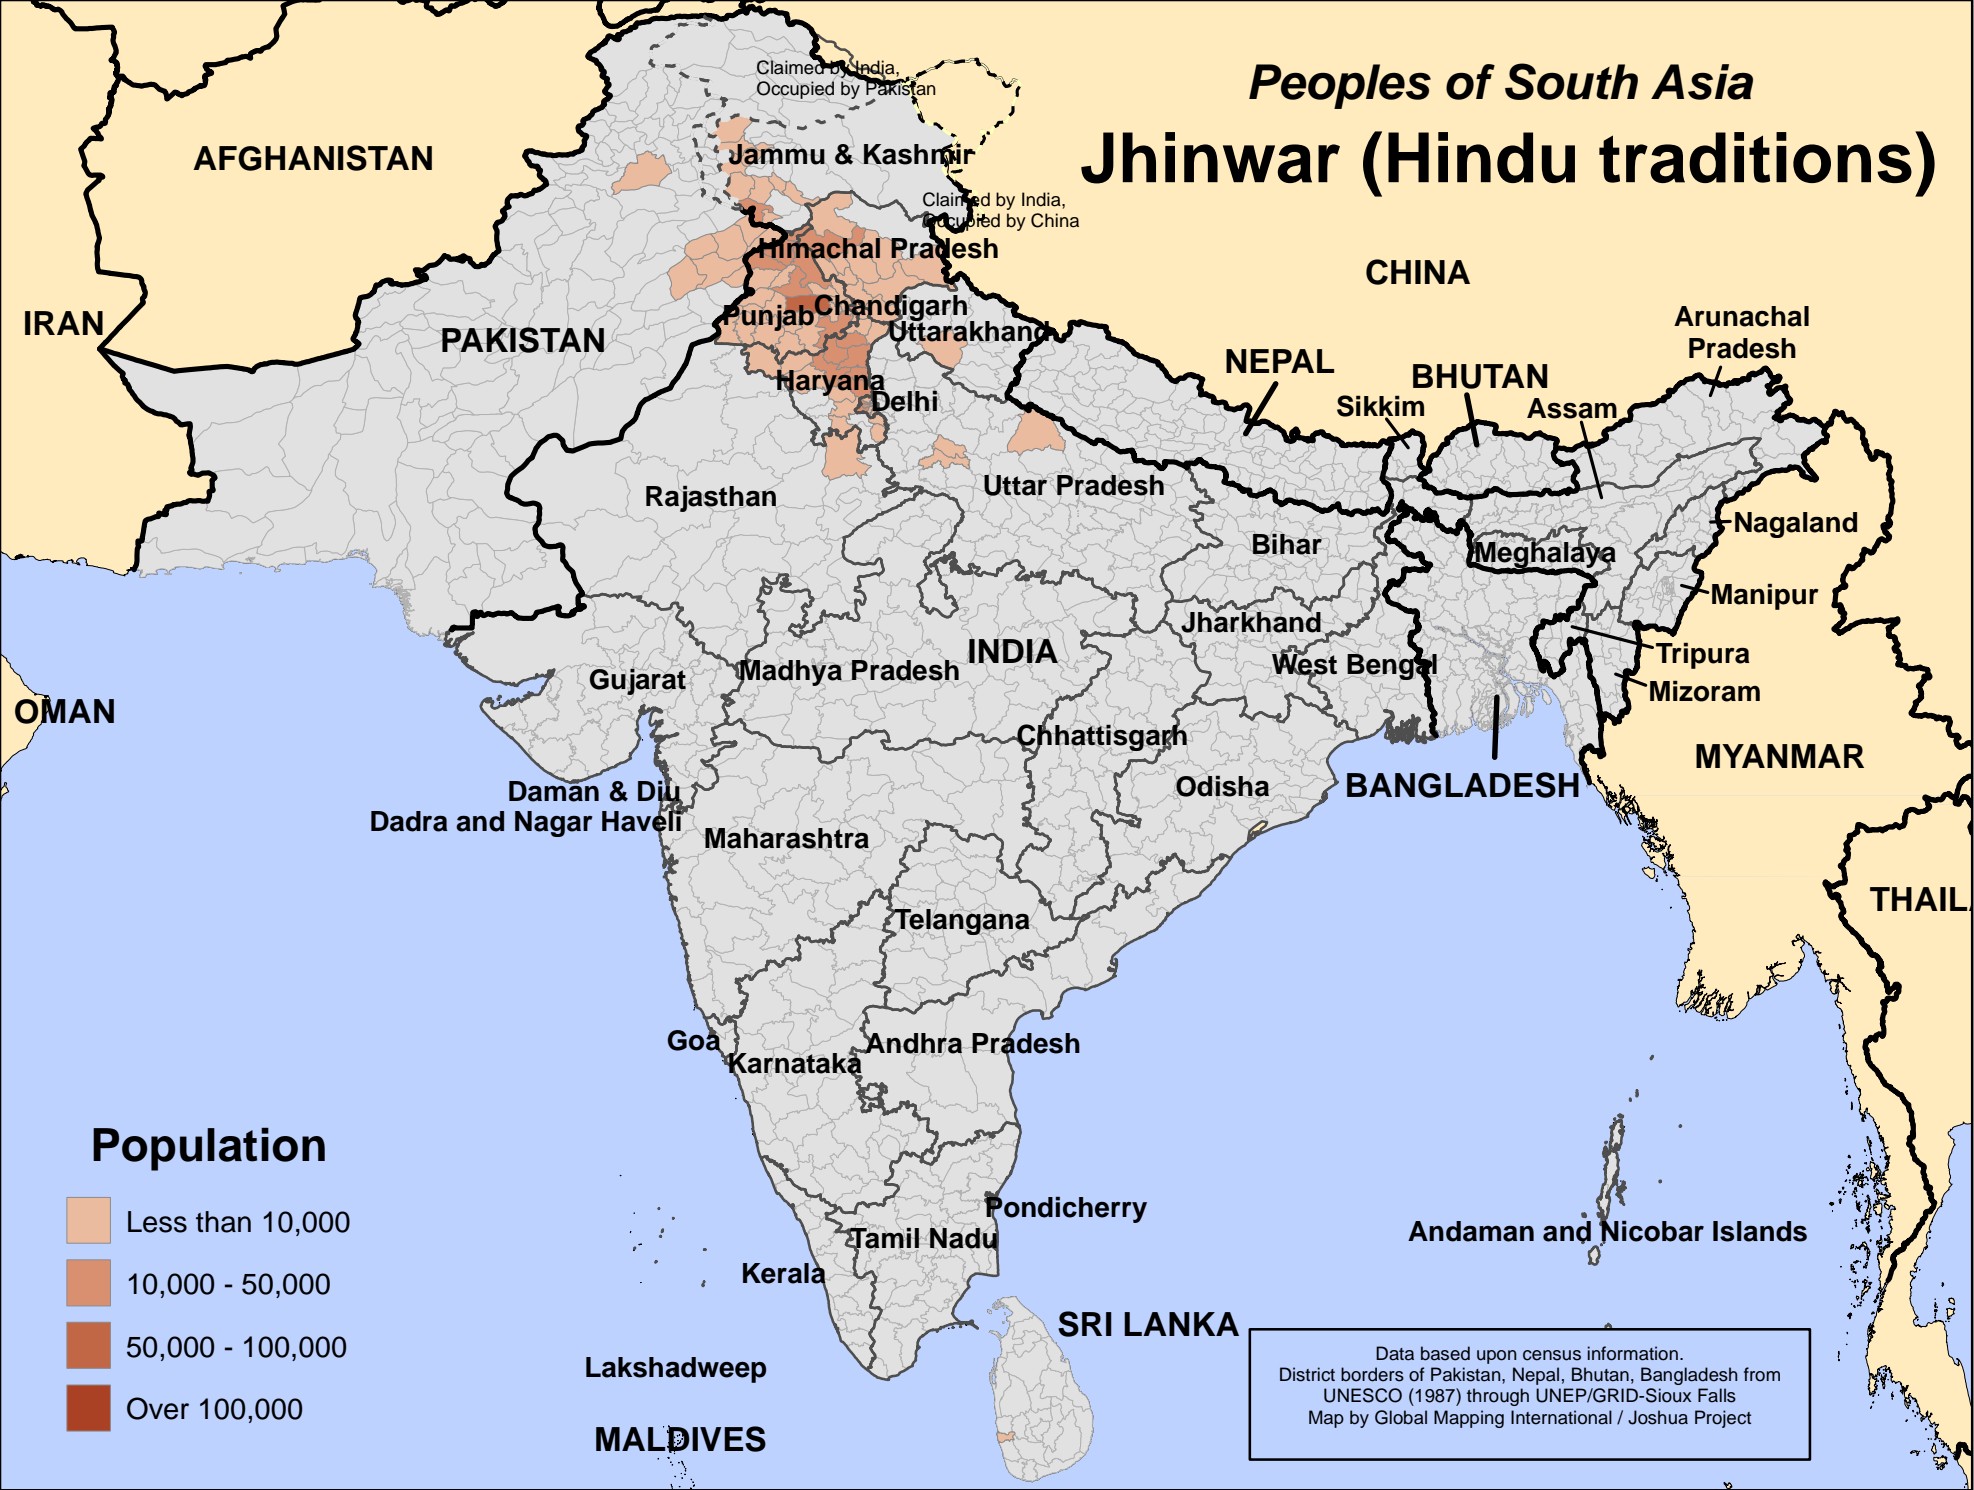 Peoples of South Asia
Jhinwar (Hindu traditions)
Claimed by India,
Occupied by Pakistan
AFGHANISTAN
Jammu & Kashmir
Claimed by India,
Occupied by China
Himachal Pradesh
CHINA
IRAN
PAKISTAN
Punjab
Chandigarh
Uttarakhand
Arunachal
Pradesh
NEPAL
BHUTAN
Haryana
Delhi
Sikkim
Assam
Rajasthan
Uttar Pradesh
Nagaland
Bihar
Meghalaya
Manipur
Jharkhand
INDIA
Tripura
West Bengal
Madhya Pradesh
Gujarat
Mizoram
OMAN
Chhattisgarh
MYANMAR
Odisha
BANGLADESH
Daman & Diu
Dadra and Nagar Haveli
Maharashtra
THAIL
Telangana
Goa
Andhra Pradesh
Karnataka
Pondicherry
Tamil Nadu
Andaman and Nicobar Islands
Kerala
SRI LANKA
Lakshadweep
MALDIVES
Population
Less than 10,000
10,000 - 50,000
50,000 - 100,000
Over 100,000
Data based upon census information.
District borders of Pakistan, Nepal, Bhutan, Bangladesh from
UNESCO (1987) through UNEP/GRID-Sioux Falls
Map by Global Mapping International / Joshua Project